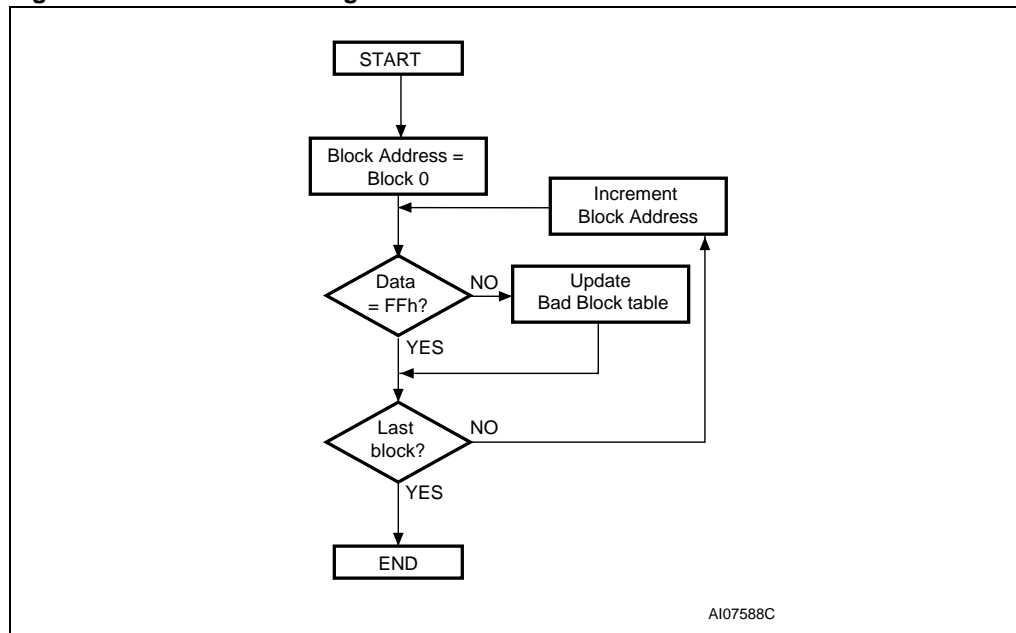 START
Block Address =
Block 0
Increment
Block Address
Data
= FFh?
NO
Update
Bad Block table
YES
Last
block?
NO
YES
END
AI07588C